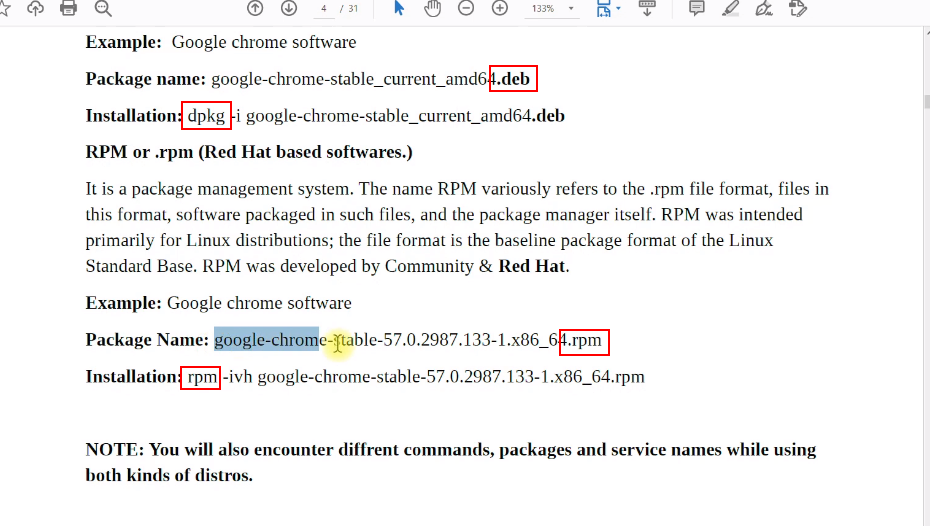 4 / 31
133%
Example: Google chrome software
Package name: google-chrome-stable_current_amd64.deb
Installation: dpkg -i google-chrome-stable_current_amd64.deb
RPM or .rpm (Red Hat based softwares.)
It is a package management system. The name RPM variously refers to the .rpm file format, files in
this format, software packaged in such files, and the package manager itself. RPM was intended
primarily for Linux distributions; the file format is the baseline package format of the Linux
Standard Base. RPM was developed by Community & Red Hat.
Example: Google chrome software
Package Name: google-chrome-stable-57.0.2987.133-1.x86_64.rpm
Installation: rpm -ivh google-chrome-stable-57.0.2987.133-1.x86_64.rpm
NOTE: You will also encounter diffrent commands, packages and service names while using
both kinds of distros.